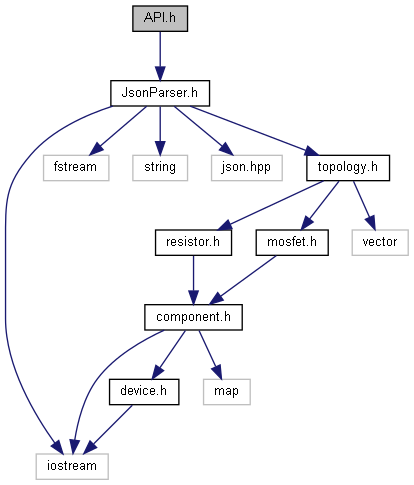 API.h
JsonParser.h
fstream
string
json.hpp
topology.h
resistor.h
mosfet.h
vector
component.h
device.h
map
iostream